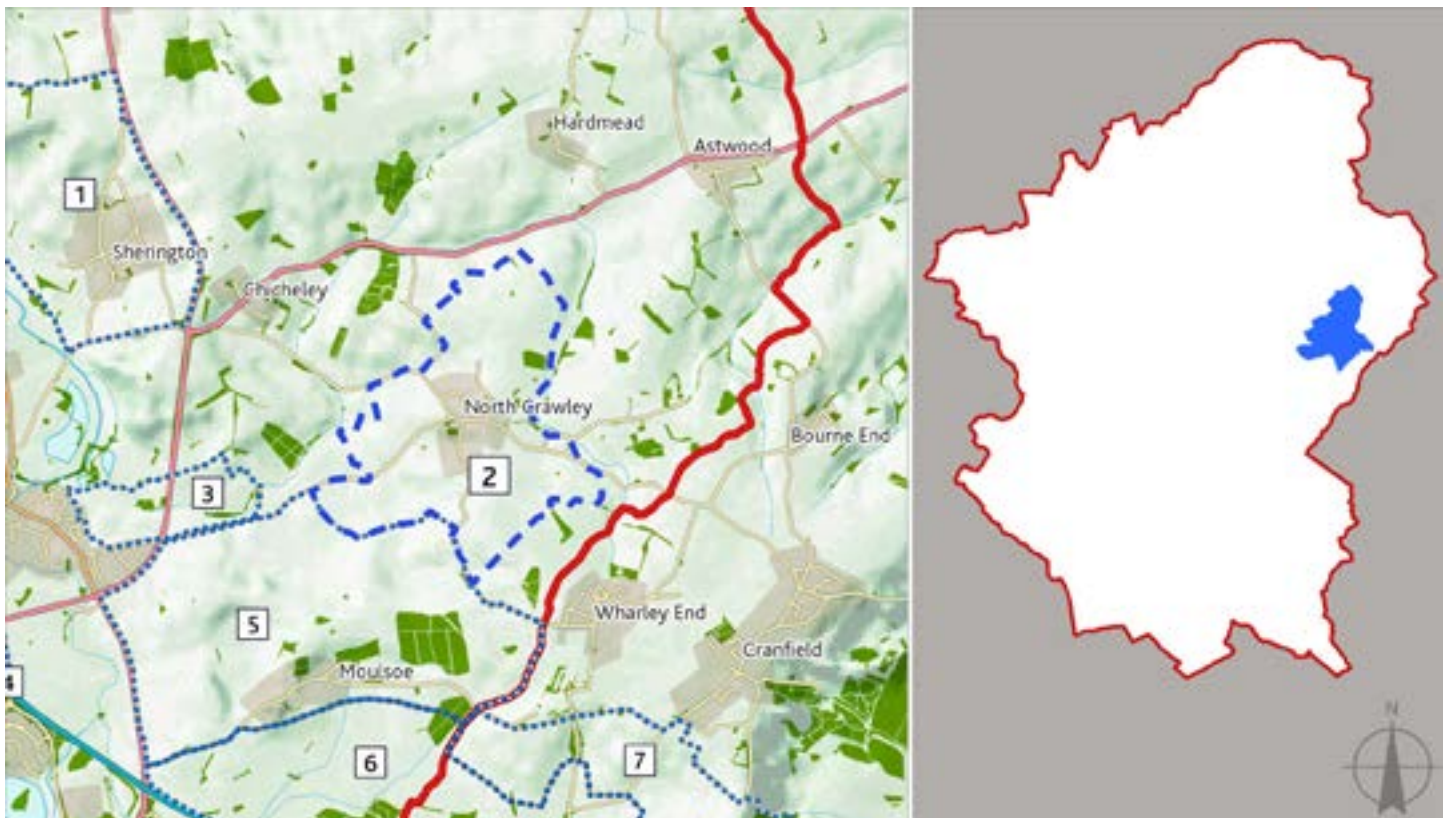 Hardmead
Astwood
1
Sherington
Chicheley
North Crawley
Bourne End
2
3
Wharley End
5
Cranfield
Moulsoe
4
6
7
N